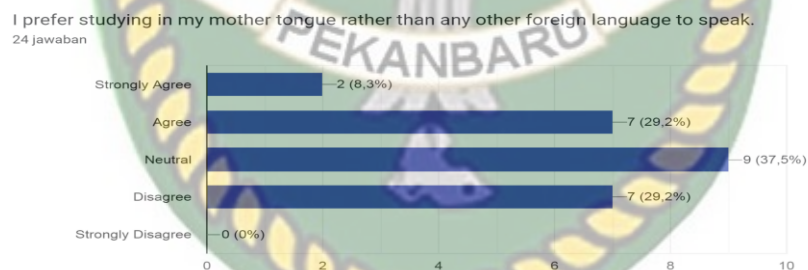 I prefer studying in my mother tongue rather than any other foreign language to speak.
24 jawaban
PEKANBARU
Strongly Agree 2 (8,3%)
Agree 7 (29,2%)
Neutral 9 (37,5%)
Disagree 7 (29,2%)
Strongly Disagree 0 (0%)
0 2 4 6 8 10